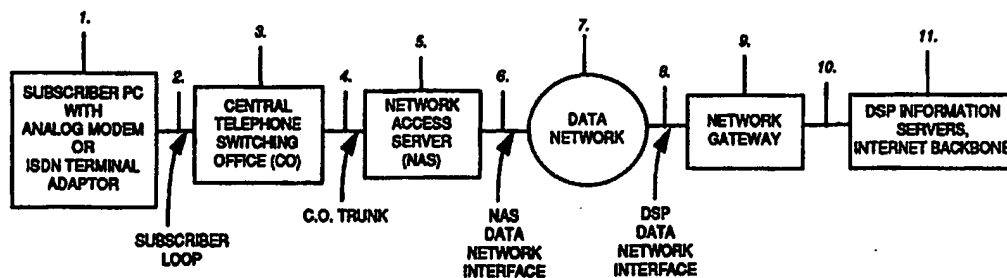 1.
2.
3.
4.
5.
6.
7.
8.
9.
10.
11.
SUBSCRIBER PC
WITH
ANALOG MODEM
OR
ISDN TERMINAL
ADAPTOR
CENTRAL
TELEPHONE
SWITCHING
OFFICE (CO)
NETWORK
ACCESS
SERVER
(NAS)
DATA
NETWORK
NETWORK
GATEWAY
DSP INFORMATION
SERVERS,
INTERNET BACKBONE
SUBSCRIBER
LOOP
C.O. TRUNK
NAS
DATA
NETWORK
INTERFACE
DSP
DATA
NETWORK
INTERFACE